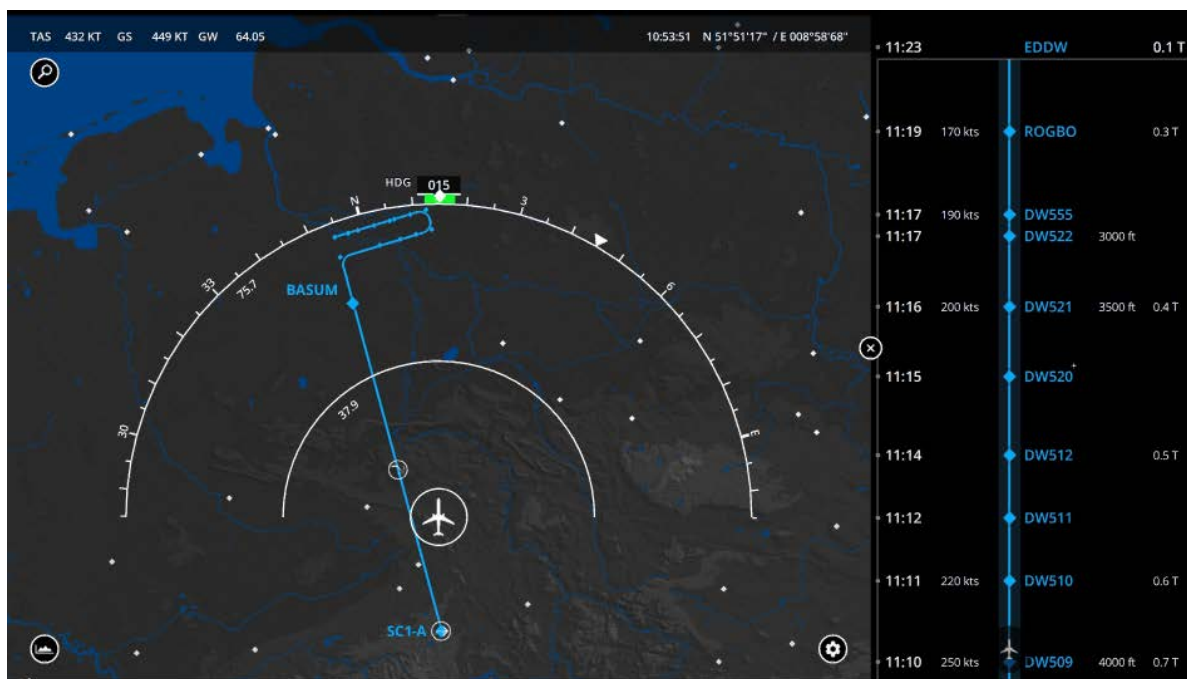 TAS 432 KT GS 449 KT GW 64.05
10:53:51 N 51°51'17" / E 008°58'68"
HDG 015
N
3
33
6
75.7
BASUM
37.9
30
E
SC1-A
11:23 EDDW 0.1 T
11:19 170 kts ROGBO 0.3 T
11:17 190 kts DW555
11:17 DW522 3000 ft
11:16 200 kts DW521 3500 ft 0.4 T
11:15 DW520
11:14 DW512 0.5 T
11:12 DW511
11:11 220 kts DW510 0.6 T
11:10 250 kts DW509 4000 ft 0.7 T